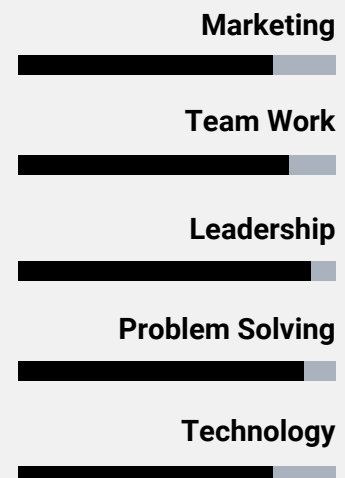 Marketing
Team Work
Leadership
Problem Solving
Technology